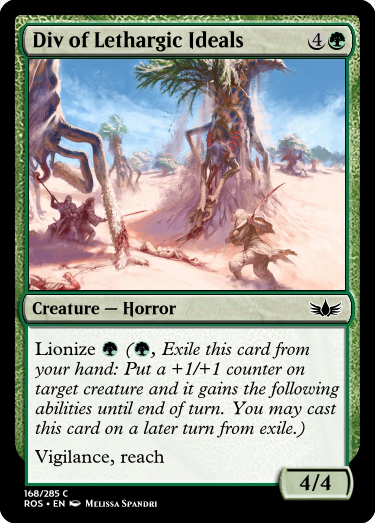 Div of Lethargic Ideals 4
Creature — Horror
Lionize (, Exile this card from
your hand: Put a +1/+1 counter on
target creature and it gains the following
abilities until end of turn. You may cast
this card on a later turn from exile.)
Vigilance, reach
4/4
168/285 C
ROS • EN Melissa Spandri